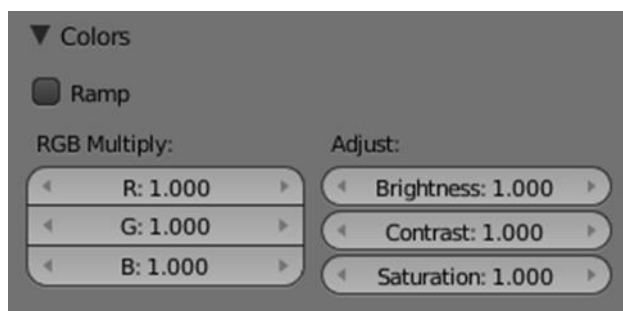 Colors
Ramp
RGB Multiply:
R: 1.000
G: 1.000
B: 1.000
Adjust:
Brightness: 1.000
Contrast: 1.000
Saturation: 1.000